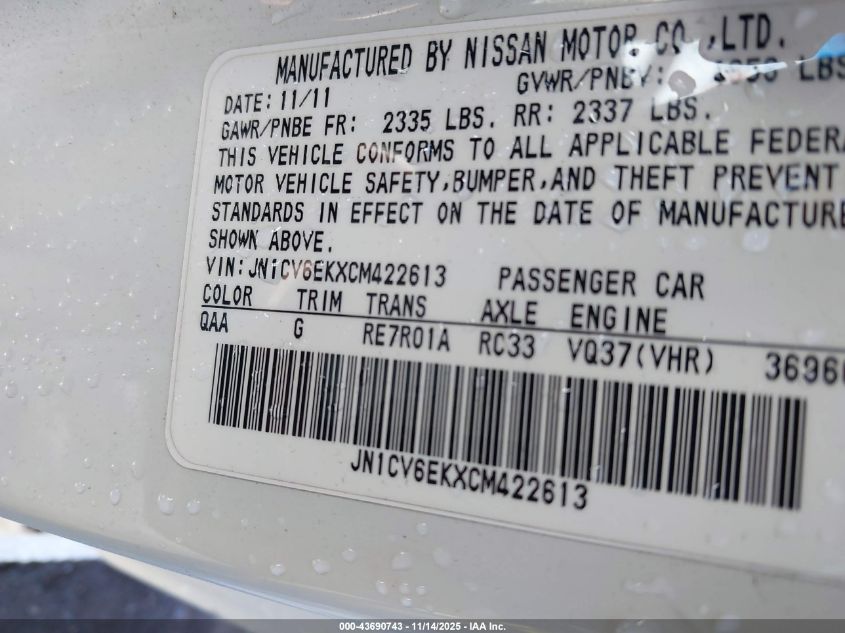 MANUFACTURED BY NISSAN MOTOR CO.,LTD.
DATE: 11/11 GVWR/PNBV: LBS
GAWR/PNBE FR: 2335 LBS. RR: 2337 LBS.
THIS VEHICLE CONFORMS TO ALL APPLICABLE FEDERA
MOTOR VEHICLE SAFETY,BUMPER,AND THEFT PREVENT
STANDARDS IN EFFECT ON THE DATE OF MANUFACTURE
SHOWN ABOVE.
VIN:JN1CV6EKXCM422613 PASSENGER CAR
COLOR TRIM TRANS AXLE ENGINE
QAA G RE7R01A RC33 VQ37(VHR) 3696
JN1CV6EKXCM422613
000-43690743 - 11/14/2025 - IAA Inc.